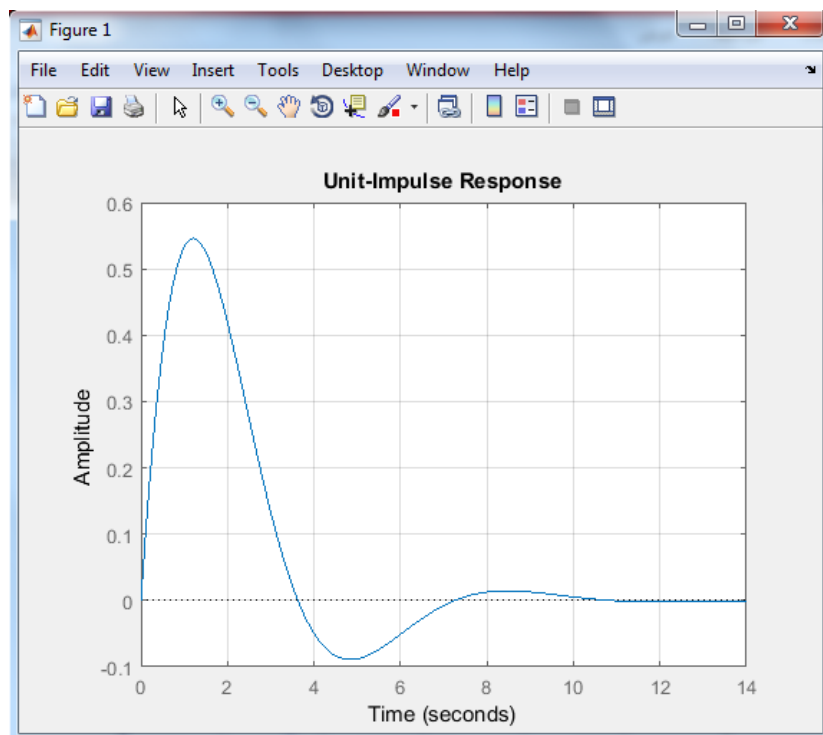 Figure 1
File Edit View Insert Tools Desktop Window Help
Unit-Impulse Response
0.6
0.5
0.4
0.3
0.2
0.1
0
-0.1
Amplitude
0 2 4 6 8 10 12 14
Time (seconds)